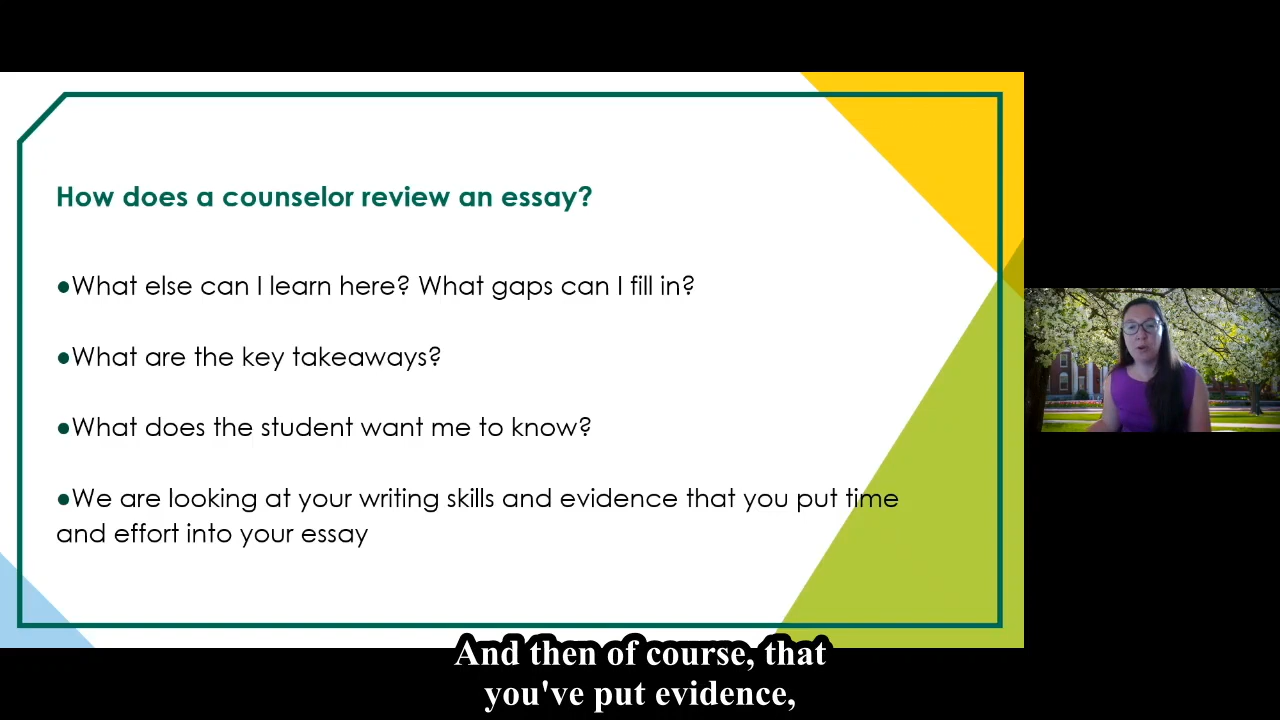 How does a counselor review an essay?
●What else can I learn here? What gaps can I fill in?
●What are the key takeaways?
●What does the student want me to know?
●We are looking at your writing skills and evidence that you put time
and effort into your essay
And then of course, that
you've put evidence,